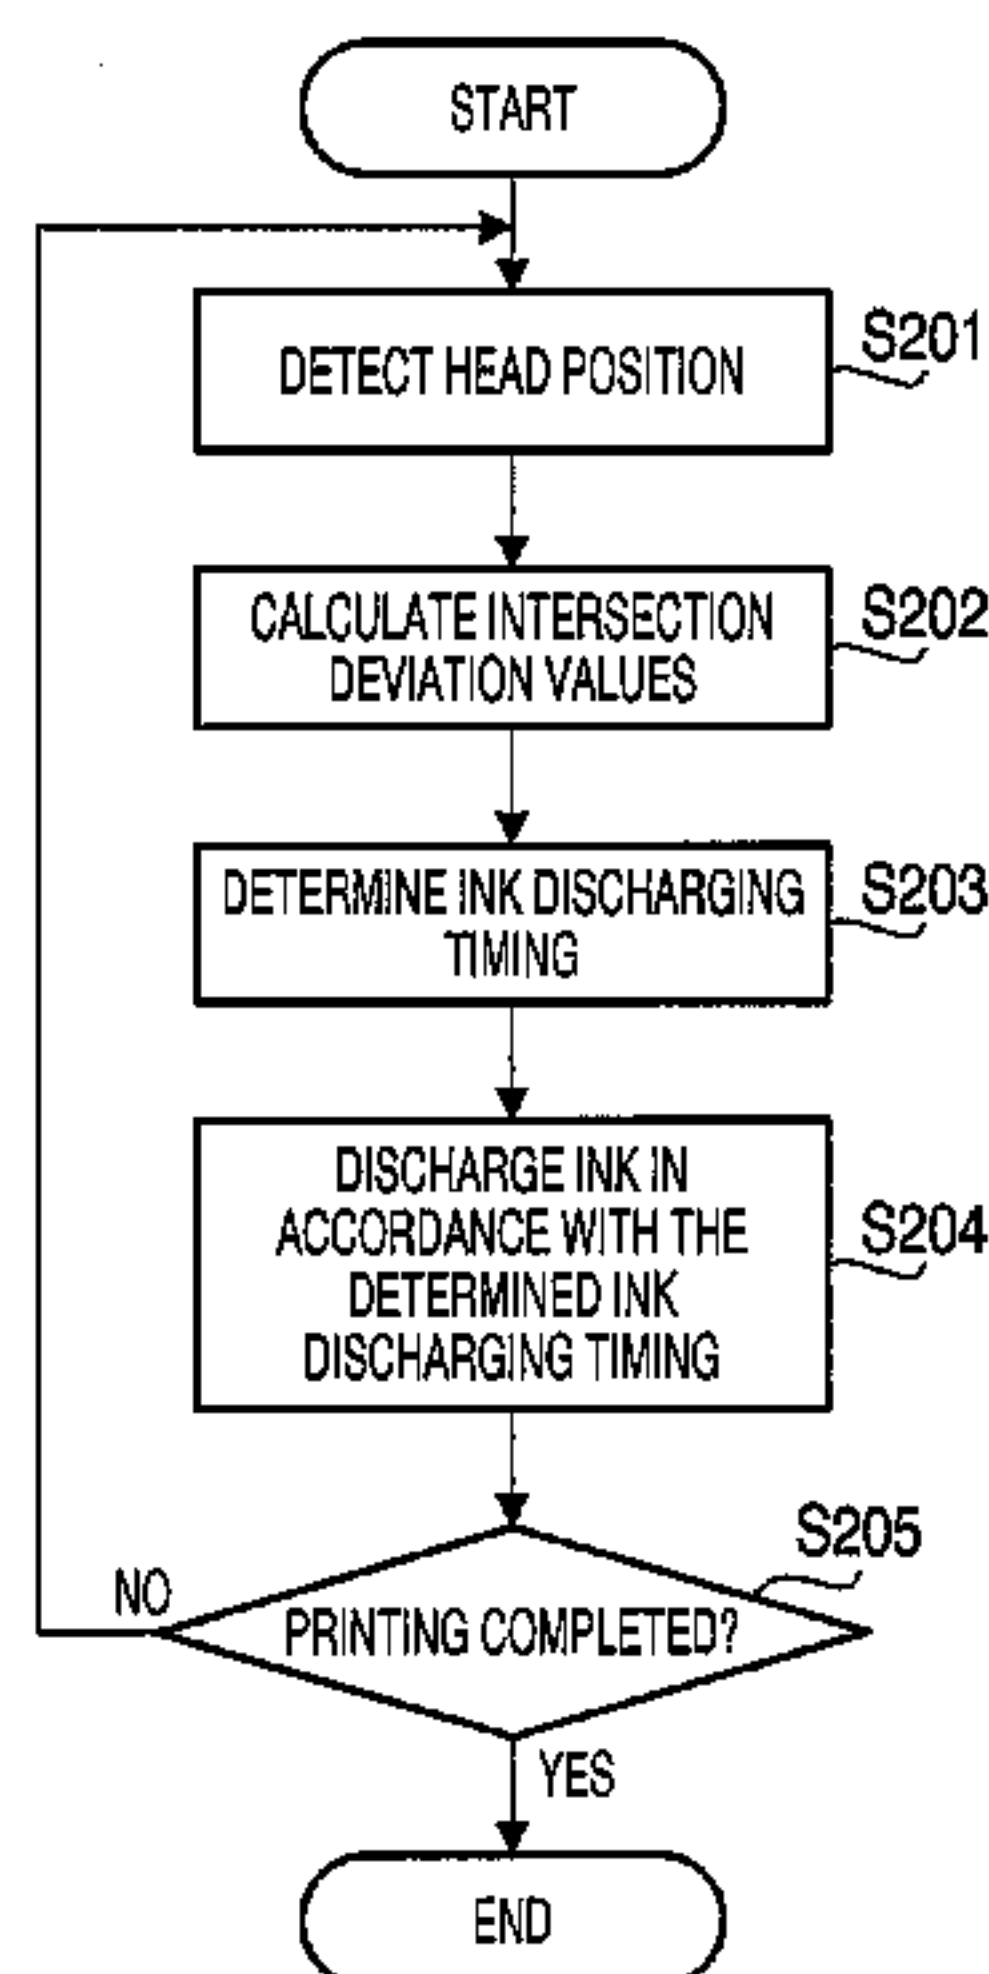 START
DETECT HEAD POSITION
S201
CALCULATE INTERSECTION
DEVIATION VALUES
S202
DETERMINE INK DISCHARGING
TIMING
S203
DISCHARGE INK IN
ACCORDANCE WITH THE
DETERMINED INK
DISCHARGING TIMING
S204
S205
NO
PRINTING COMPLETED?
YES
END